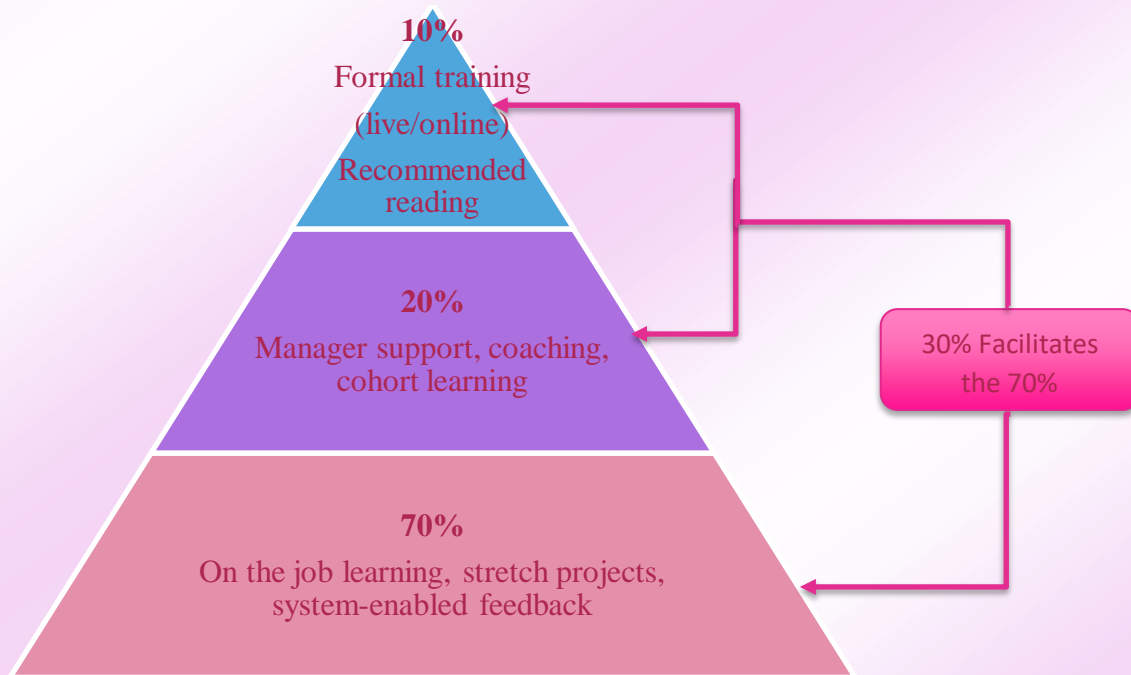 10%
Formal training
(live/online)
Recommended
reading
20%
Manager support, coaching,
cohort learning
30% Facilitates
the 70%
70%
On the job learning, stretch projects,
system-enabled feedback